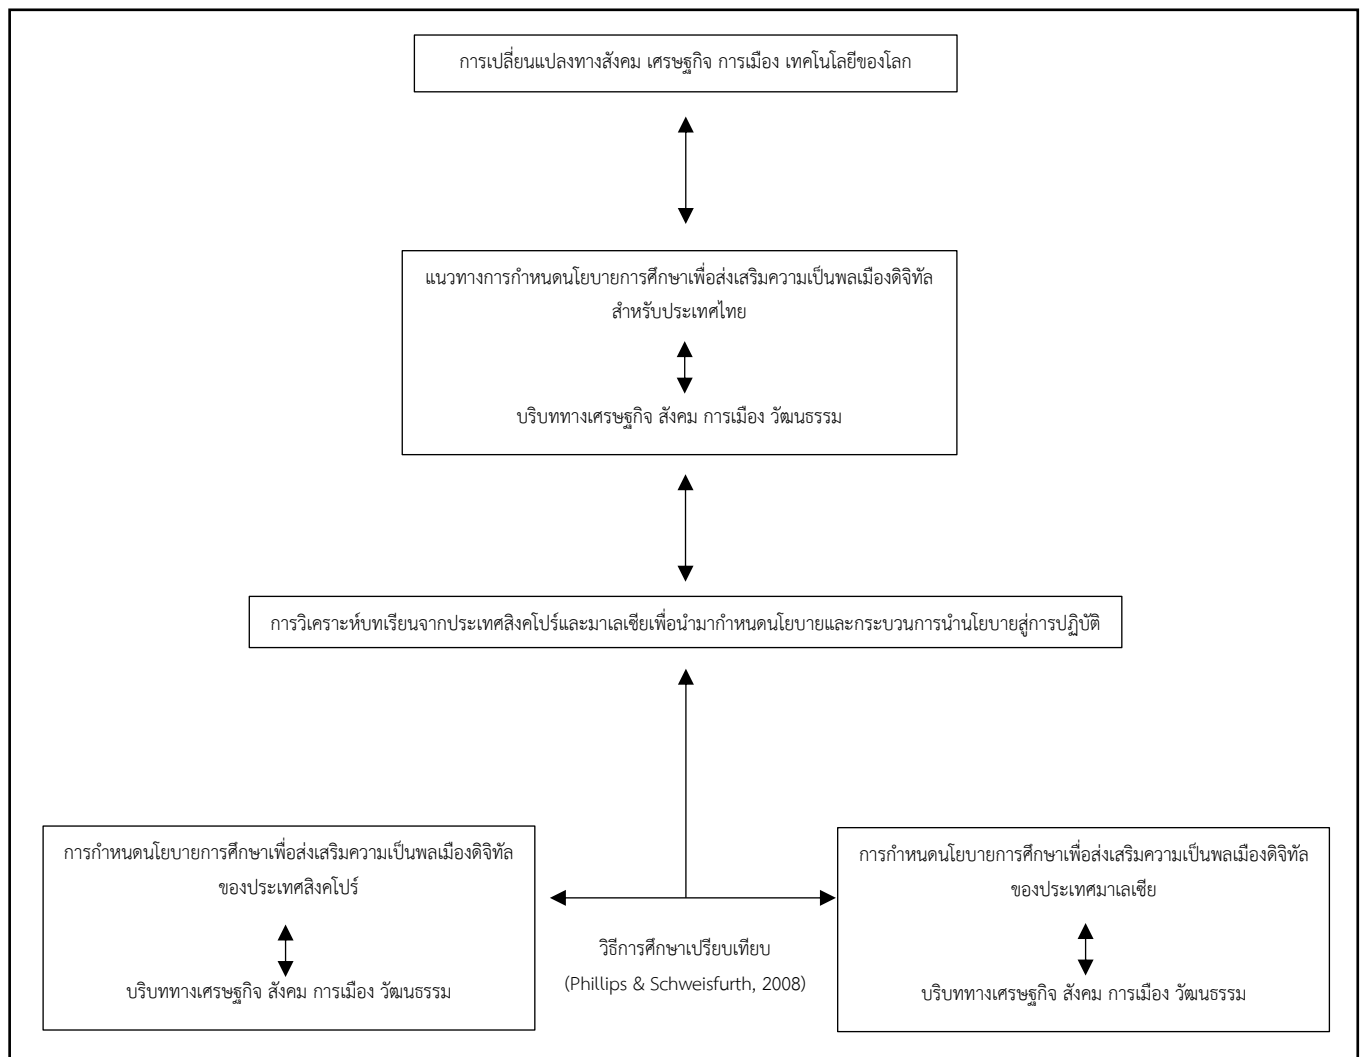 การเปลี่ยนแปลงทางสังคม เศรษฐกิจ การเมือง เทคโนโลยีของโลก
แนวทางการกำหนดนโยบายการศึกษาเพื่อส่งเสริมความเป็นพลเมืองดิจิทัล
สำหรับประเทศไทย
บริบททางเศรษฐกิจ สังคม การเมือง วัฒนธรรม
การวิเคราะห์บทเรียนจากประเทศสิงคโปร์และมาเลเซียเพื่อนำมากำหนดนโยบายและกระบวนการนำนโยบายสู่การปฏิบัติ
การกำหนดนโยบายการศึกษาเพื่อส่งเสริมความเป็นพลเมืองดิจิทัล
ของประเทศสิงคโปร์
บริบททางเศรษฐกิจ สังคม การเมือง วัฒนธรรม
วิธีการศึกษาเปรียบเทียบ
(Phillips & Schweisfurth, 2008)
การกำหนดนโยบายการศึกษาเพื่อส่งเสริมความเป็นพลเมืองดิจิทัล
ของประเทศมาเลเซีย
บริบททางเศรษฐกิจ สังคม การเมือง วัฒนธรรม